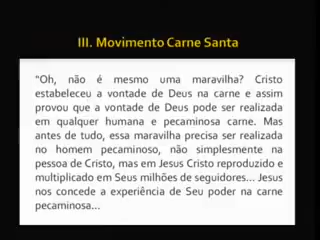 III. Movimento Carne Santa
"Oh, não é mesmo uma maravilha? Cristo
estabeleceu a vontade de Deus na carne e assim
provou que a vontade de Deus pode ser realizada
em qualquer humana e pecaminosa carne. Mas
antes de tudo, essa maravilha precisa ser realizada
no homem pecaminoso, não simplesmente na
pessoa de Cristo, mas em Jesus Cristo reproduzido e
multiplicado em Seus milhões de seguidores... Jesus
nos concede a experiência de Seu poder na carne
pecaminosa...